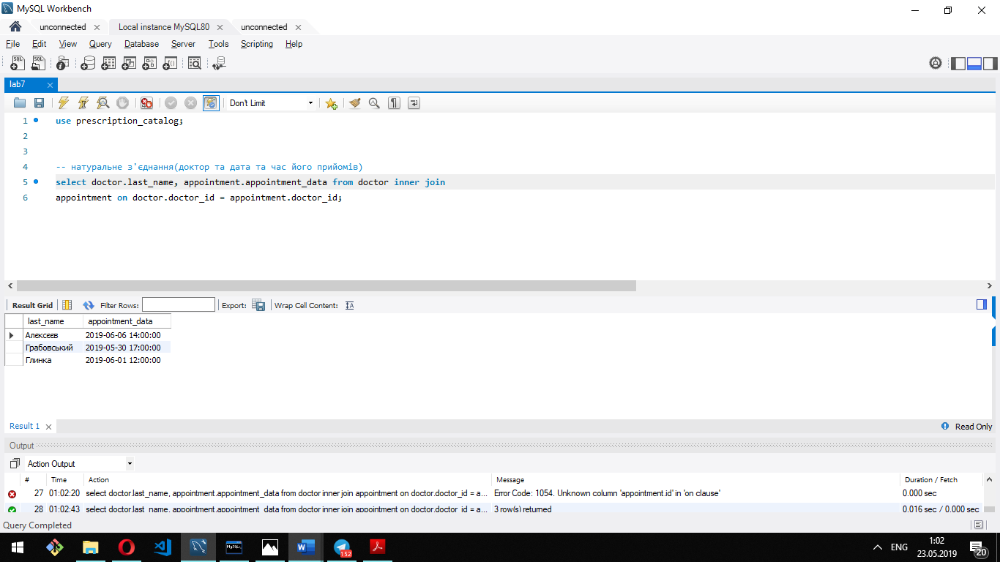 MySQL Workbench
unconnected
Local instance MySQL80
unconnected
File Edit View Query Database Server Tools Scripting Help
lab7
Don't Limit
1 use prescription_catalog;
2
3
4 -- натуральне з'єднання(доктор та дата та час його прийомів)
5 select doctor.last_name, appointment.appointment_data from doctor inner join
6 appointment on doctor.doctor_id = appointment.doctor_id;
Result Grid Filter Rows: Export: Wrap Cell Content:
last_name appointment_data
Алєксєєв 2019-06-06 14:00:00
Грабовський 2019-05-30 17:00:00
Глинка 2019-06-01 12:00:00
Result 1 Read Only
Output
Action Output
# Time Action Message Duration / Fetch
27 01:02:20 select doctor.last_name, appointment.appointment_data from doctor inner join appointment on doctor.doctor_id = a... Error Code: 1054. Unknown column 'appointment.id' in 'on clause' 0.000 sec
28 01:02:43 select doctor.last_name, appointment.appointment_data from doctor inner join appointment on doctor.doctor_id = a... 3 row(s) returned 0.016 sec / 0.000 sec
Query Completed
MySQL
152
ENG
1:02
23.05.2019
20